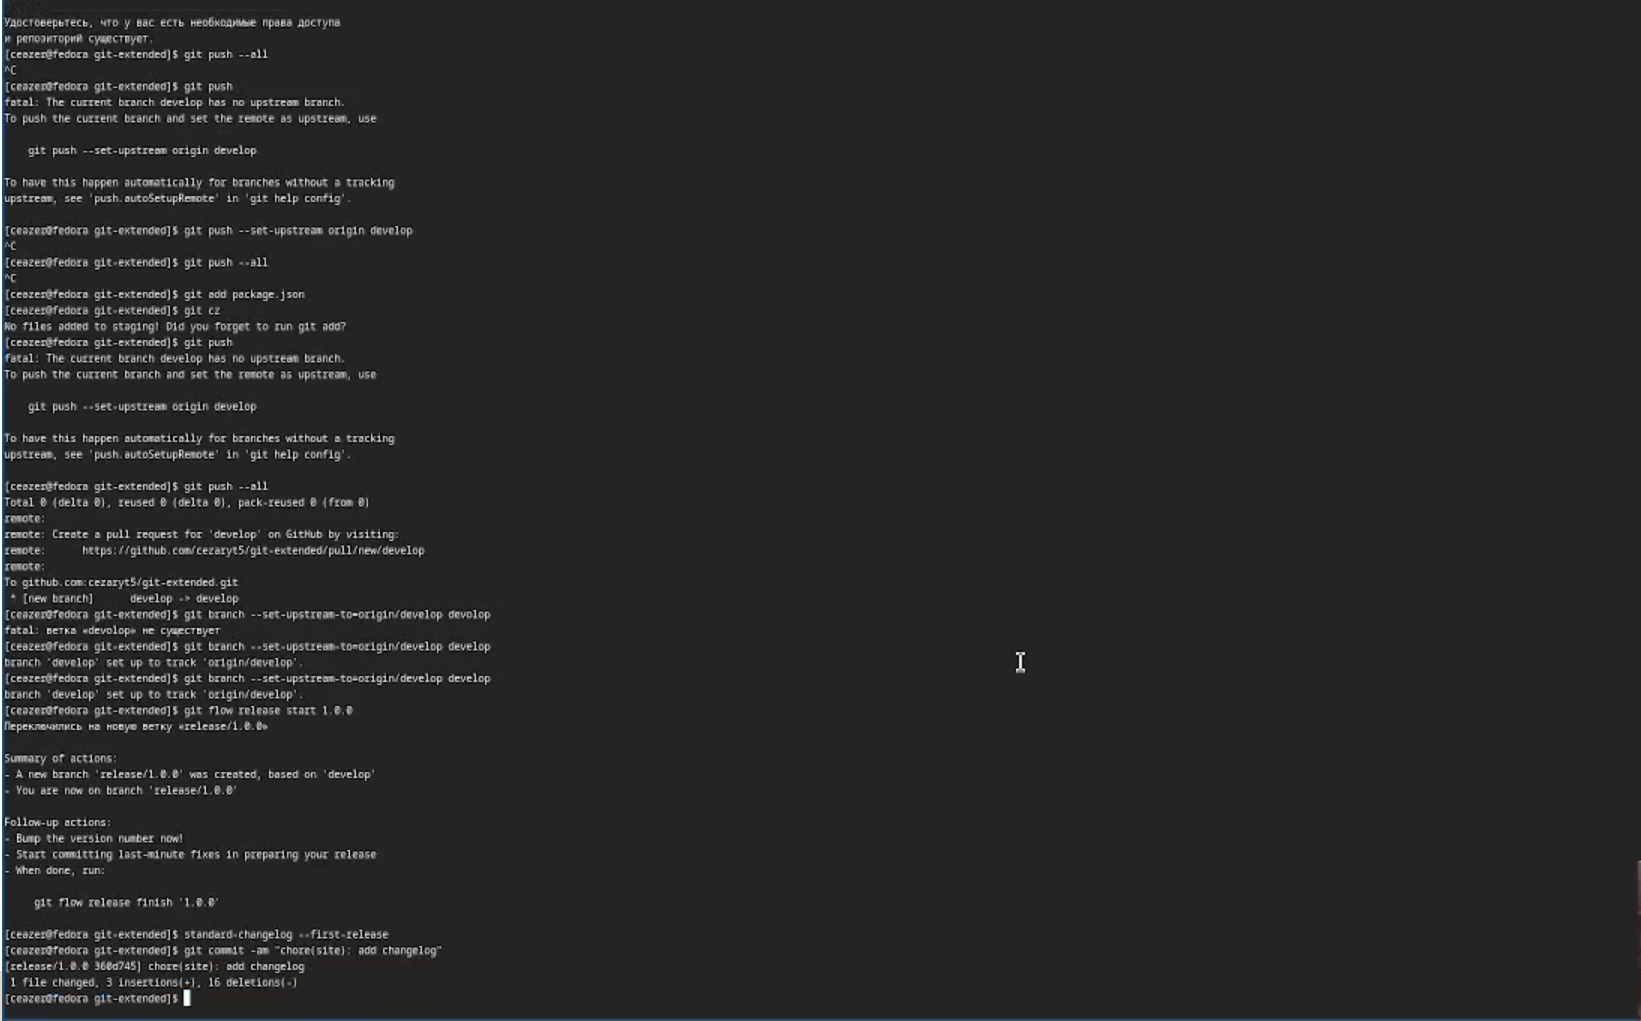 Удостоверьтесь, что у вас есть необходимые права доступа
и репозиторий существует.
[ceazer@fedora git-extended]$ git push --all
^C
[ceazer@fedora git-extended]$ git push
fatal: The current branch develop has no upstream branch.
To push the current branch and set the remote as upstream, use
git push --set-upstream origin develop
To have this happen automatically for branches without a tracking
upstream, see 'push.autoSetupRemote' in 'git help config'.
[ceazer@fedora git-extended]$ git push --set-upstream origin develop
^C
[ceazer@fedora git-extended]$ git push --all
^C
[ceazer@fedora git-extended]$ git add package.json
[ceazer@fedora git-extended]$ git cz
No files added to staging! Did you forget to run git add?
[ceazer@fedora git-extended]$ git push
fatal: The current branch develop has no upstream branch.
To push the current branch and set the remote as upstream, use
git push --set-upstream origin develop
To have this happen automatically for branches without a tracking
upstream, see 'push.autoSetupRemote' in 'git help config'.
[ceazer@fedora git-extended]$ git push --all
Total 0 (delta 0), reused 0 (delta 0), pack-reused 0 (from 0)
remote:
remote: Create a pull request for 'develop' on GitHub by visiting:
remote:      https://github.com/cezaryt5/git-extended/pull/new/develop
remote:
To github.com:cezaryt5/git-extended.git
* [new branch]      develop -> develop
[ceazer@fedora git-extended]$ git branch --set-upstream-to=origin/develop devolop
fatal: ветка «devolop» не существует
[ceazer@fedora git-extended]$ git branch --set-upstream-to=origin/develop develop
branch 'develop' set up to track 'origin/develop'.
[ceazer@fedora git-extended]$ git branch --set-upstream-to=origin/develop develop
branch 'develop' set up to track 'origin/develop'.
[ceazer@fedora git-extended]$ git flow release start 1.0.0
Переключились на новую ветку «release/1.0.0»
Summary of actions:
- A new branch 'release/1.0.0' was created, based on 'develop'
- You are now on branch 'release/1.0.0'
Follow-up actions:
- Bump the version number now!
- Start committing last-minute fixes in preparing your release
- When done, run:
git flow release finish '1.0.0'
[ceazer@fedora git-extended]$ standard-changelog --first-release
[ceazer@fedora git-extended]$ git commit -am "chore(site): add changelog"
[release/1.0.0 360d745] chore(site): add changelog
1 file changed, 3 insertions(+), 16 deletions(-)
[ceazer@fedora git-extended]$